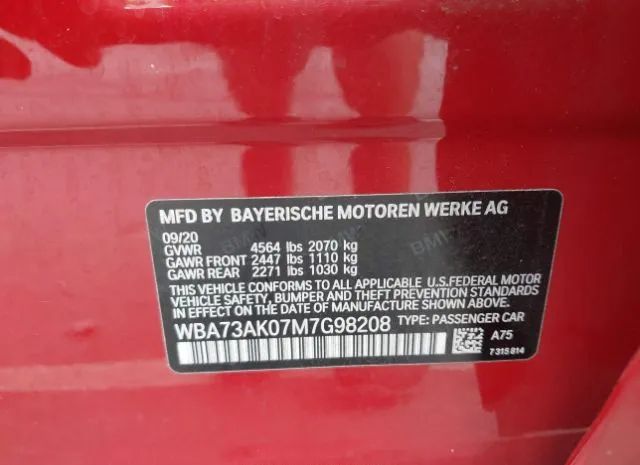 MFD BY BAYERISCHE MOTOREN WERKE AG
09/20
GVWR 4564 lbs 2070 kg
GAWR FRONT 2447 lbs 1110 kg
GAWR REAR 2271 lbs 1030 kg
THIS VEHICLE CONFORMS TO ALL APPLICABLE U.S.FEDERAL MOTOR
VEHICLE SAFETY, BUMPER AND THEFT PREVENTION STANDARDS
IN EFFECT ON THE DATE OF MANUFACTURE SHOWN ABOVE.
WBA73AK07M7G98208 TYPE: PASSENGER CAR
A75
7315814